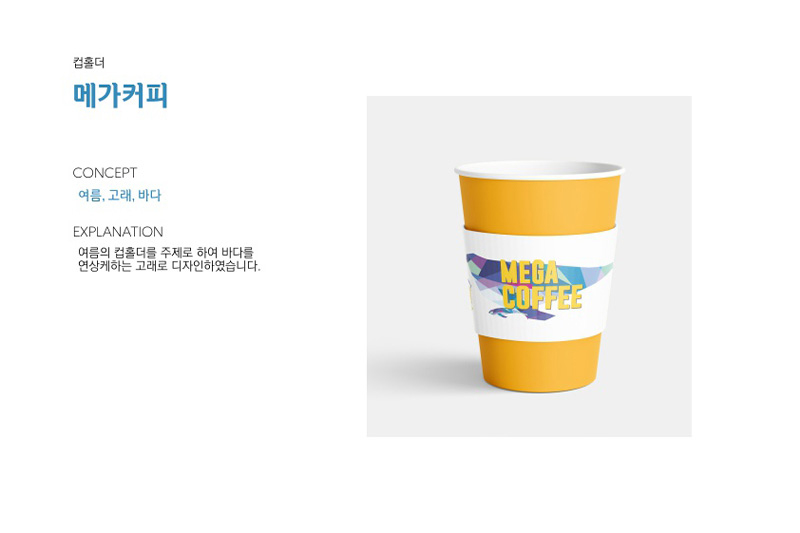 컵홀더
메가커피
CONCEPT
여름, 고래, 바다
EXPLANATION
여름의 컵홀더를 주제로 하여 바다를
연상케하는 고래로 디자인하였습니다.
MEGA
COFFEE